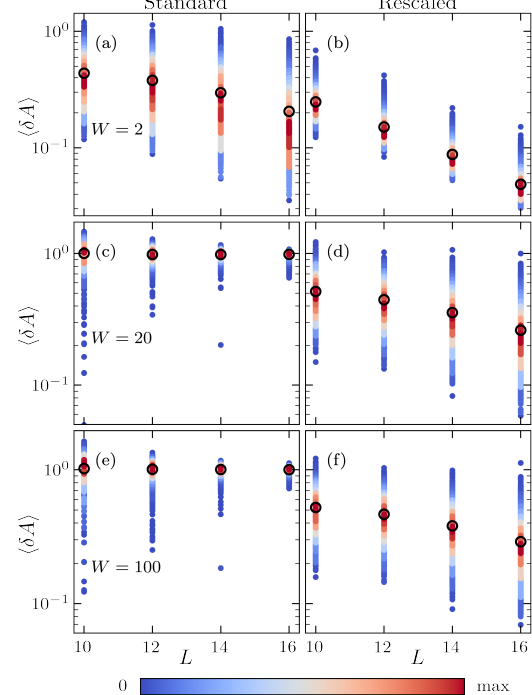 Standard Rescaled
(a) (b)
10⁰
⟨δA⟩
W = 2
10⁻¹
(c) (d)
10⁰
⟨δA⟩
W = 20
10⁻¹
(e) (f)
10⁰
⟨δA⟩
W = 100
10⁻¹
10 12 14 16 10 12 14 16
L L
0 max